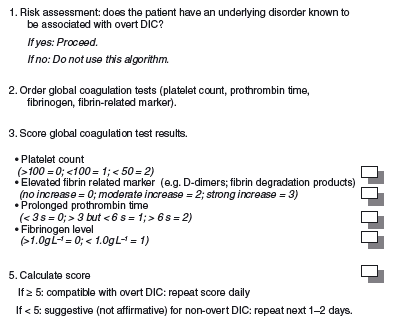 1. Risk assessment: does the patient have an underlying disorder known to
be associated with overt DIC?
If yes: Proceed.
If no: Do not use this algorithm.
2. Order global coagulation tests (platelet count, prothrombin time,
fibrinogen, fibrin-related marker).
3. Score global coagulation test results.
• Platelet count
(>100 = 0; <100 = 1; < 50 = 2)
• Elevated fibrin related marker (e.g. D-dimers; fibrin degradation products)
(no increase = 0; moderate increase = 2; strong increase = 3)
• Prolonged prothrombin time
(< 3 s = 0; > 3 but < 6 s = 1; > 6 s = 2)
• Fibrinogen level
(>1.0g L⁻¹ = 0; < 1.0g L⁻¹ = 1)
5. Calculate score
If ≥ 5: compatible with overt DIC: repeat score daily
If < 5: suggestive (not affirmative) for non-overt DIC: repeat next 1–2 days.